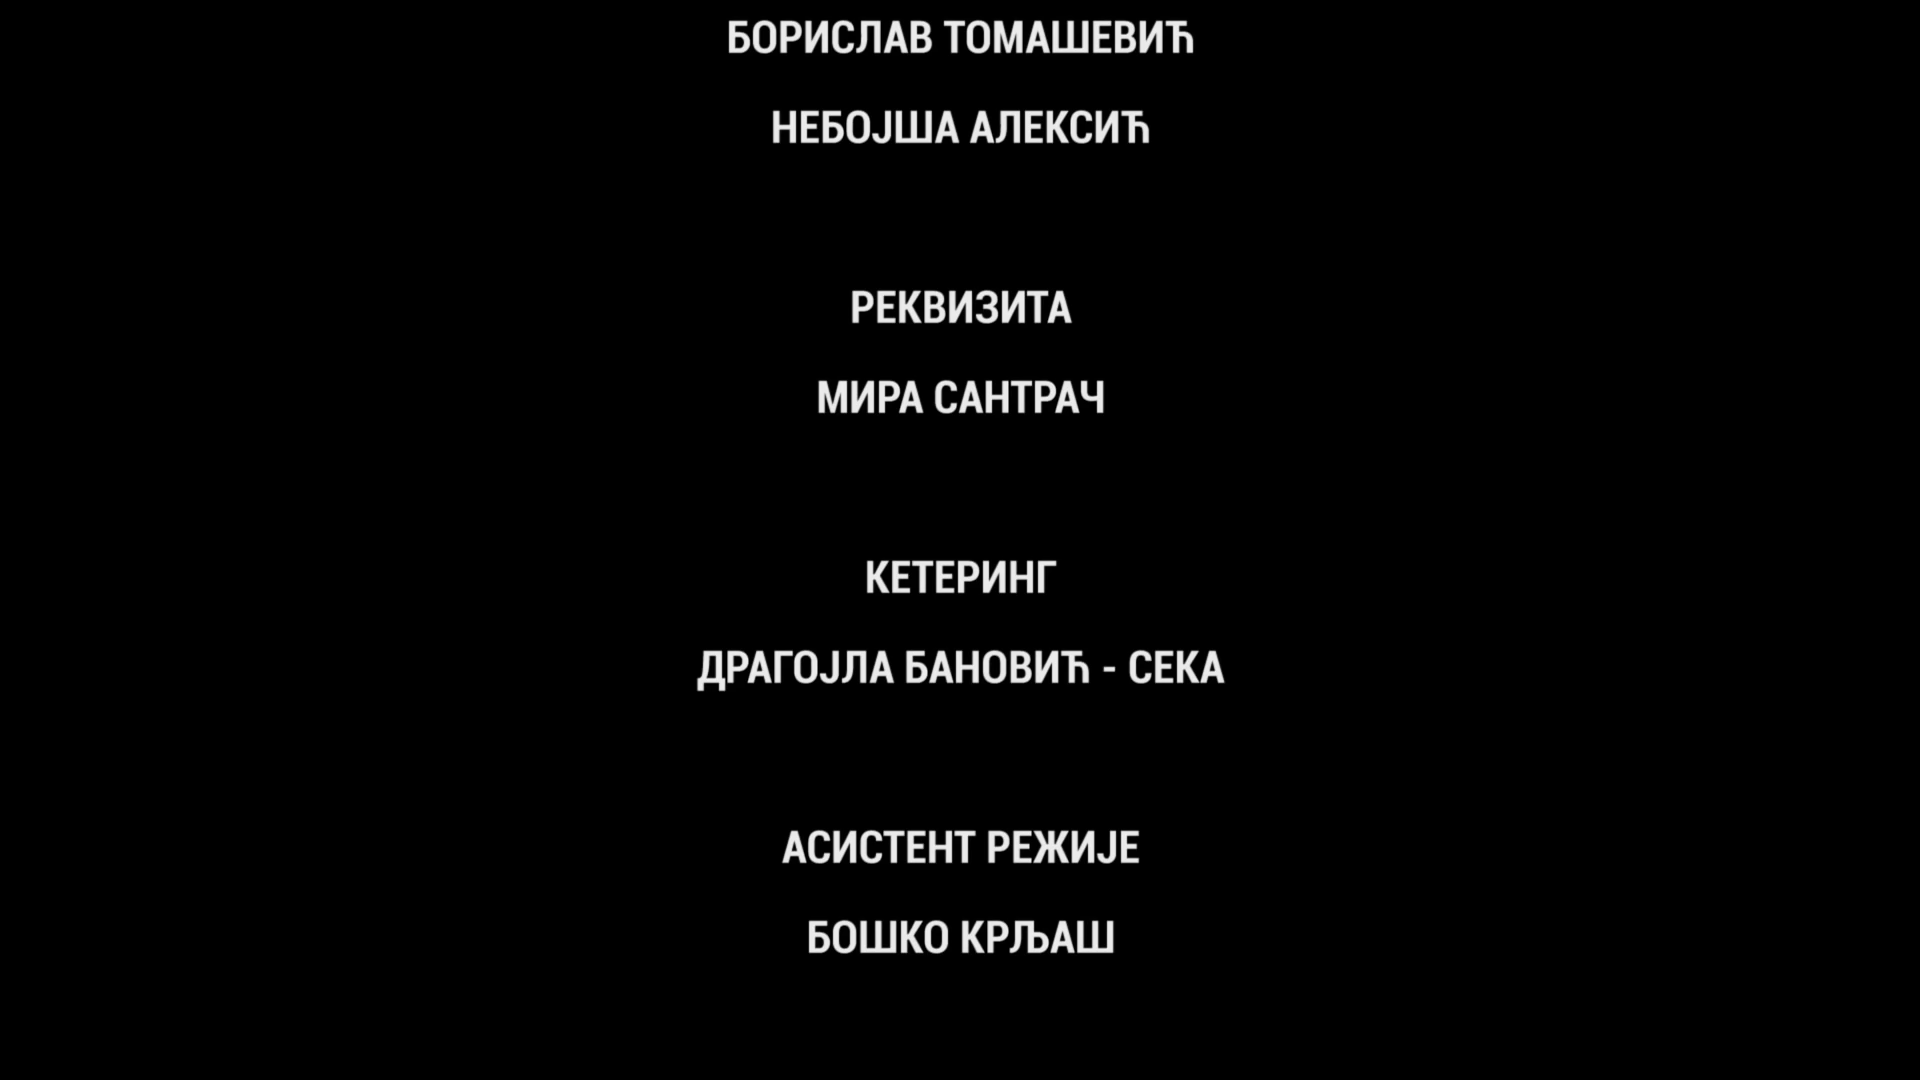 БОРИСЛАВ ТОМАШЕВИЋ
НЕБОЈША АЛЕКСИЋ
РЕКВИЗИТА
МИРА САНТРАЧ
КЕТЕРИНГ
ДРАГОЈЛА БАНОВИЋ - СЕКА
АСИСТЕНТ РЕЖИЈЕ
БОШКО КРЉАШ